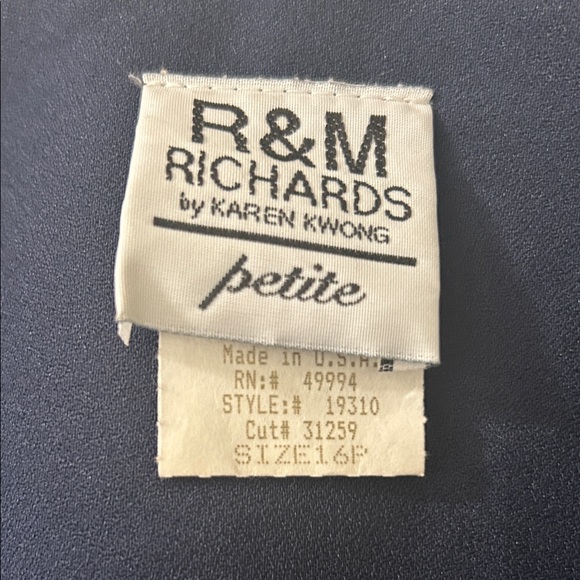 R&M
RICHARDS
by KAREN KWONG
petite
Made in U.S.A.
RN:# 49994
STYLE:# 19310
Cut# 31259
SIZE16P